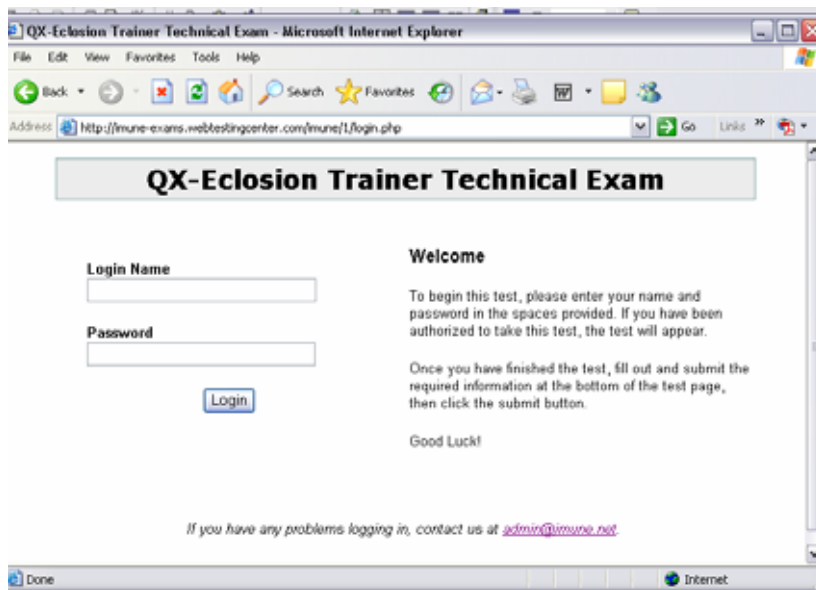 QX-Eclosion Trainer Technical Exam - Microsoft Internet Explorer
File Edit View Favorites Tools Help
Back Search Favorites
Address http://imune-exams.webtestingcenter.com/imune/1/login.php Go Links »
QX-Eclosion Trainer Technical Exam
Login Name
Password
Login
Welcome
To begin this test, please enter your name and
password in the spaces provided. If you have been
authorized to take this test, the test will appear.
Once you have finished the test, fill out and submit the
required information at the bottom of the test page,
then click the submit button.
Good Luck!
If you have any problems logging in, contact us at admin@imune.net.
Done Internet